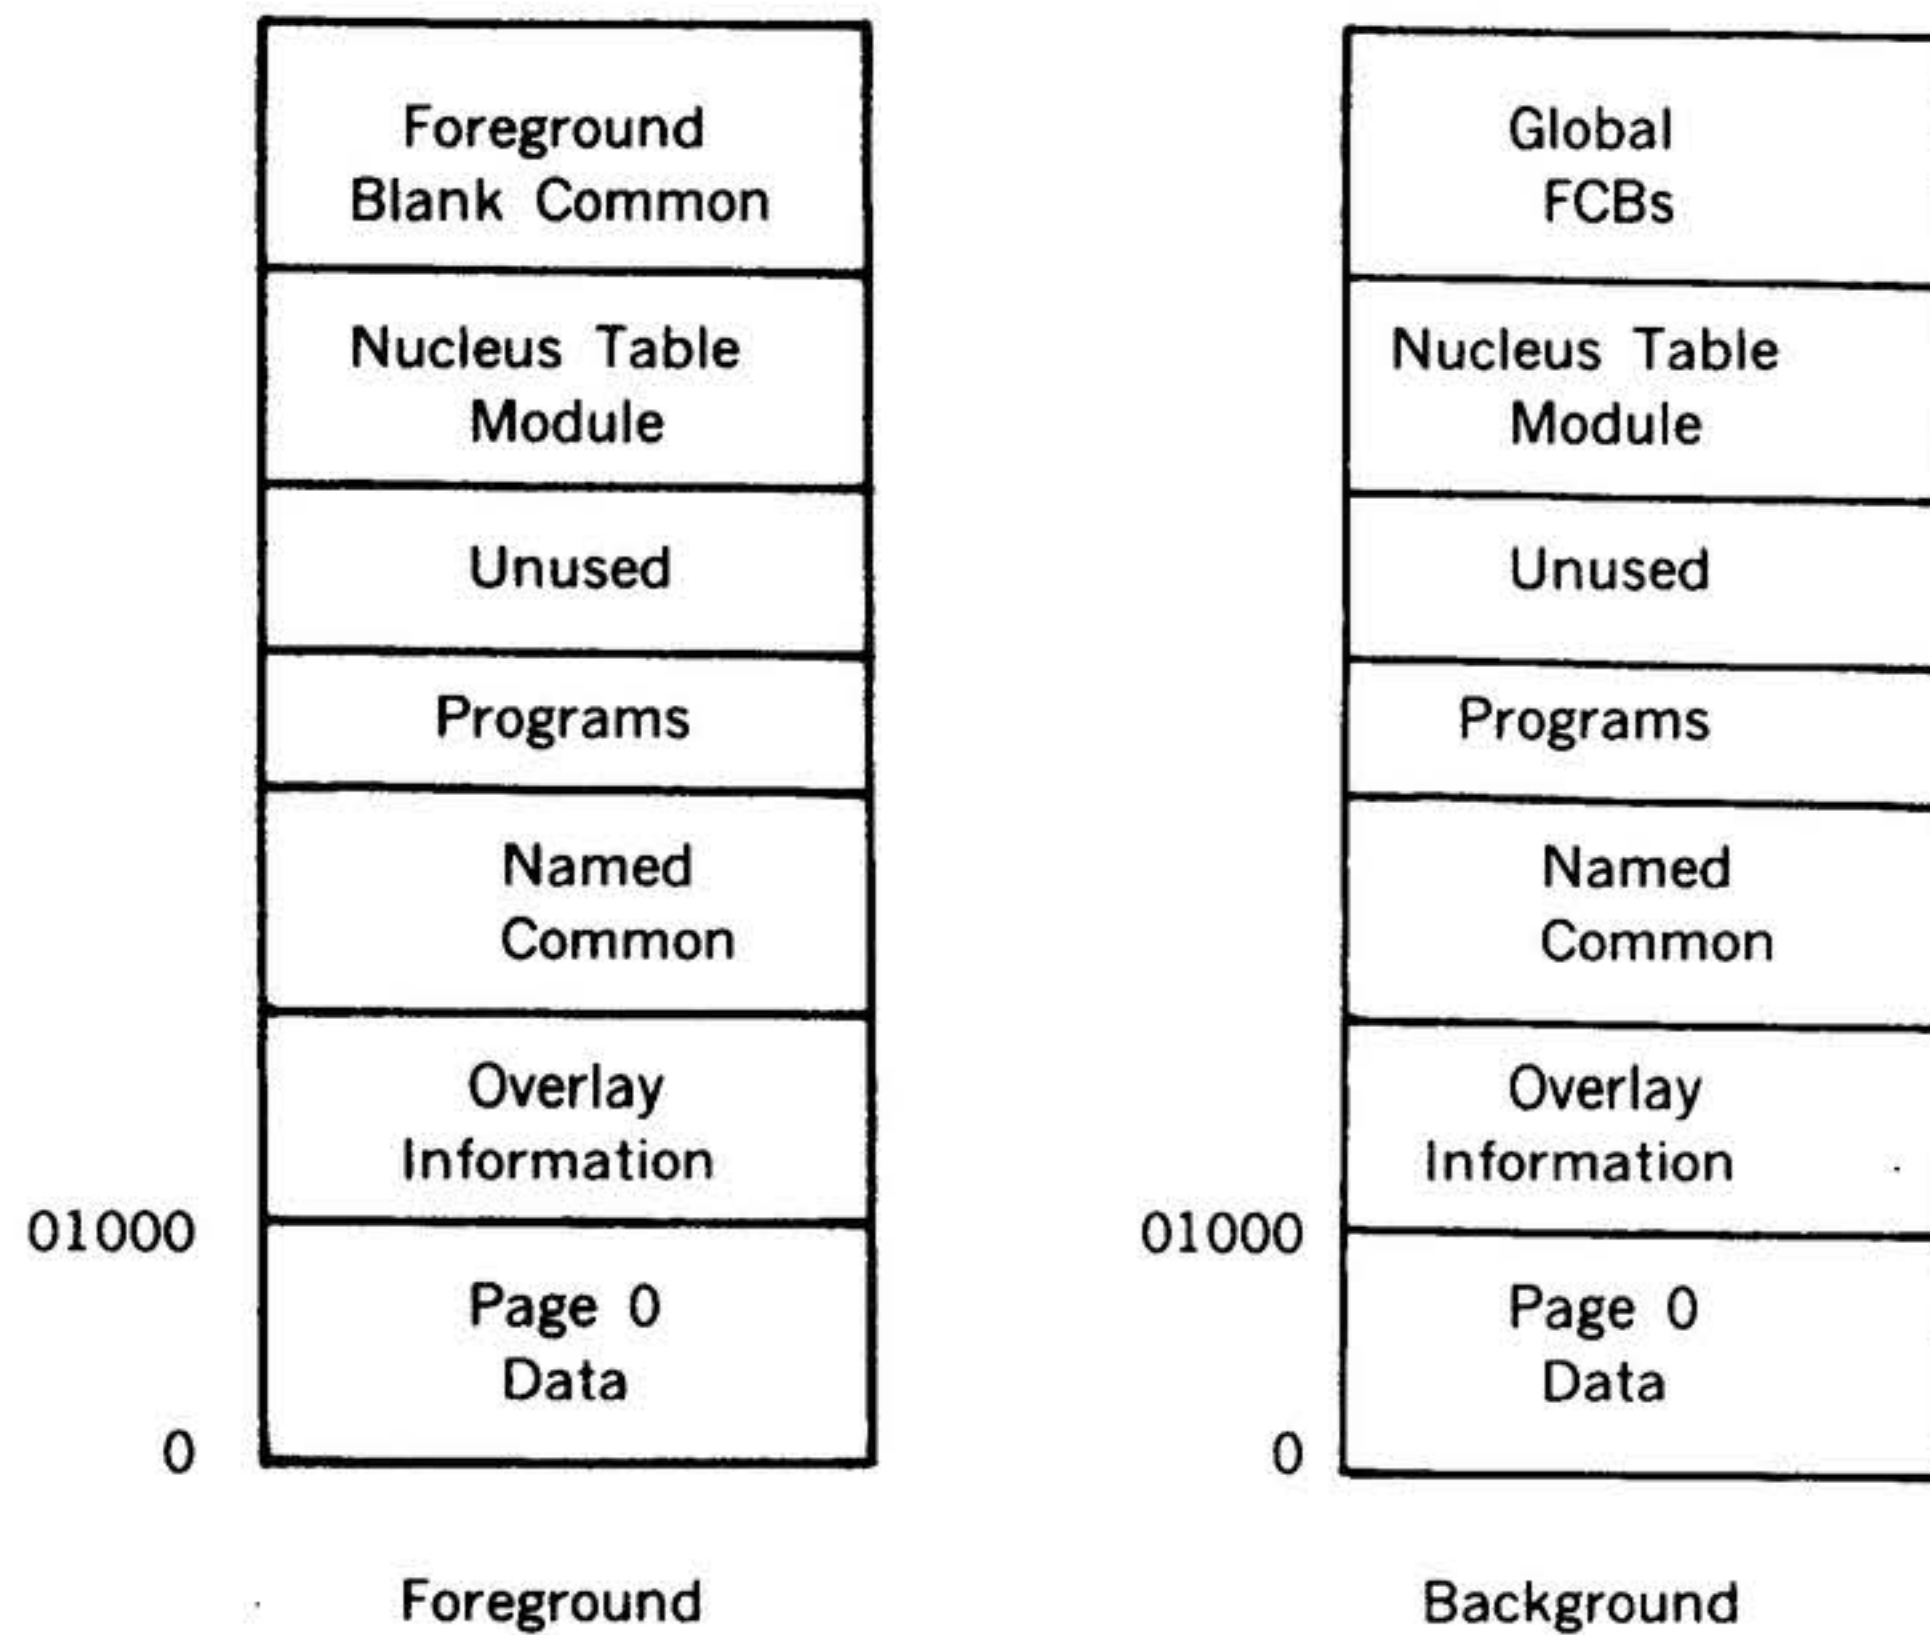 Foreground
Blank Common
Nucleus Table
Module
Unused
Programs
Named
Common
Overlay
Information
01000
Page 0
Data
0
Foreground
Global
FCBs
Nucleus Table
Module
Unused
Programs
Named
Common
Overlay
Information
01000
Page 0
Data
0
Background